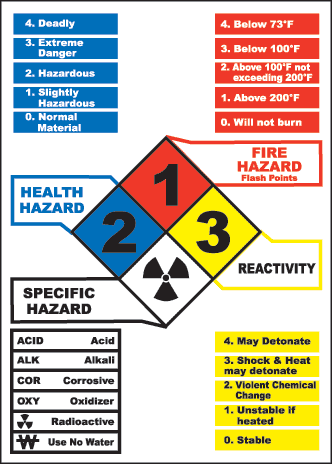 4. Deadly
3. Extreme
Danger
2. Hazardous
1. Slightly
Hazardous
0. Normal
Material
4. Below 73°F
3. Below 100°F
2. Above 100°F not
exceeding 200°F
1. Above 200°F
0. Will not burn
FIRE
HAZARD
Flash Points
HEALTH
HAZARD
1
2
3
REACTIVITY
SPECIFIC
HAZARD
ACID Acid
ALK Alkali
COR Corrosive
OXY Oxidizer
Radioactive
W Use No Water
4. May Detonate
3. Shock & Heat
may detonate
2. Violent Chemical
Change
1. Unstable if
heated
0. Stable